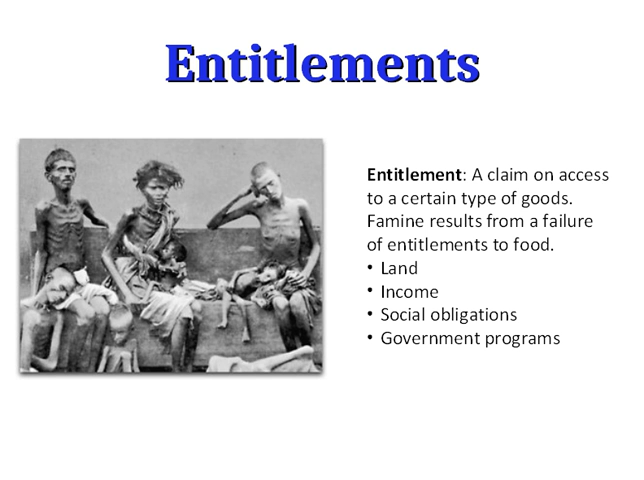 Entitlements
Entitlement: A claim on access
to a certain type of goods.
Famine results from a failure
of entitlements to food.
• Land
• Income
• Social obligations
• Government programs